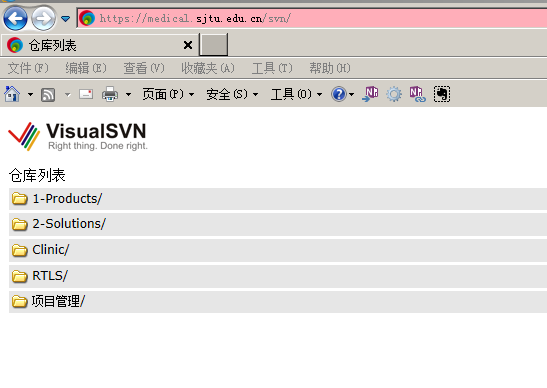 https://medical.sjtu.edu.cn/svn/
仓库列表
文件(F) 编辑(E) 查看(V) 收藏夹(A) 工具(T) 帮助(H)
页面(P) 安全(S) 工具(O)
VisualSVN
Right thing. Done right.
仓库列表
1-Products/
2-Solutions/
Clinic/
RTLS/
项目管理/